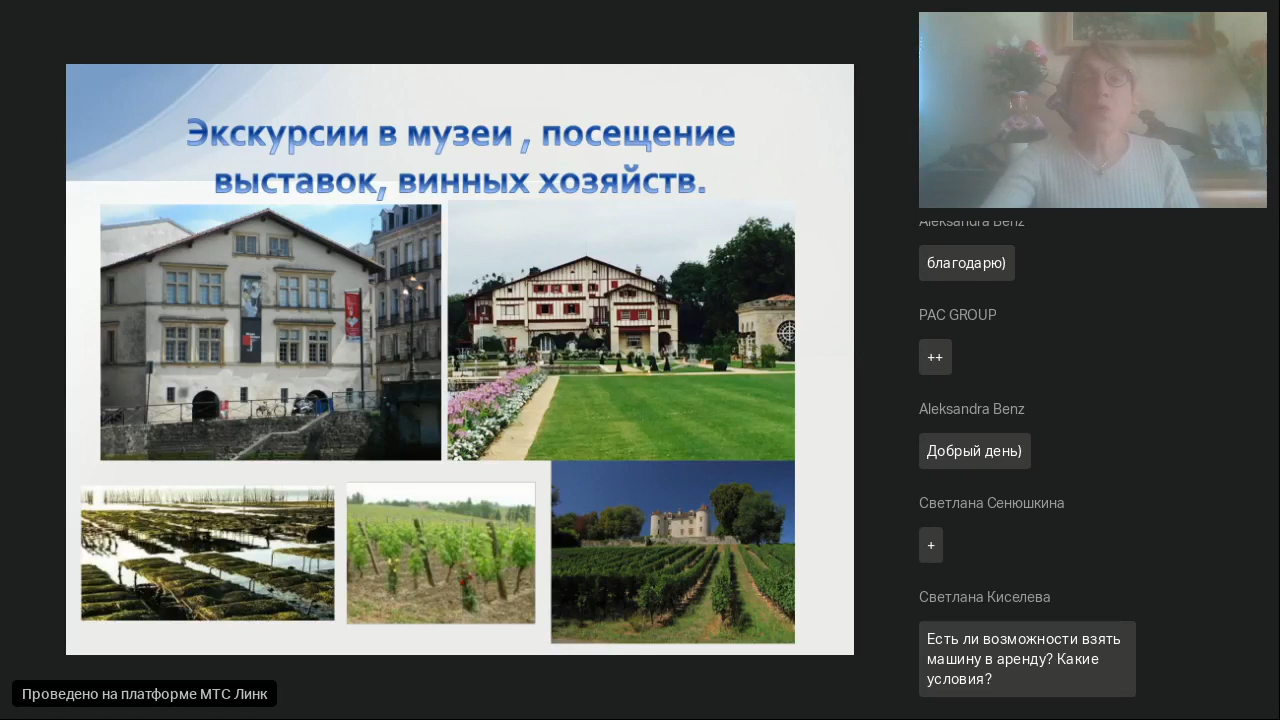 Экскурсии в музеи , посещение
выставок, винных хозяйств.
Aleksandra Benz
благодарю)
PAC GROUP
++
Aleksandra Benz
Добрый день)
Светлана Сенюшкина
+
Светлана Киселева
Есть ли возможности взять
машину в аренду? Какие
условия?
Проведено на платформе МТС Линк